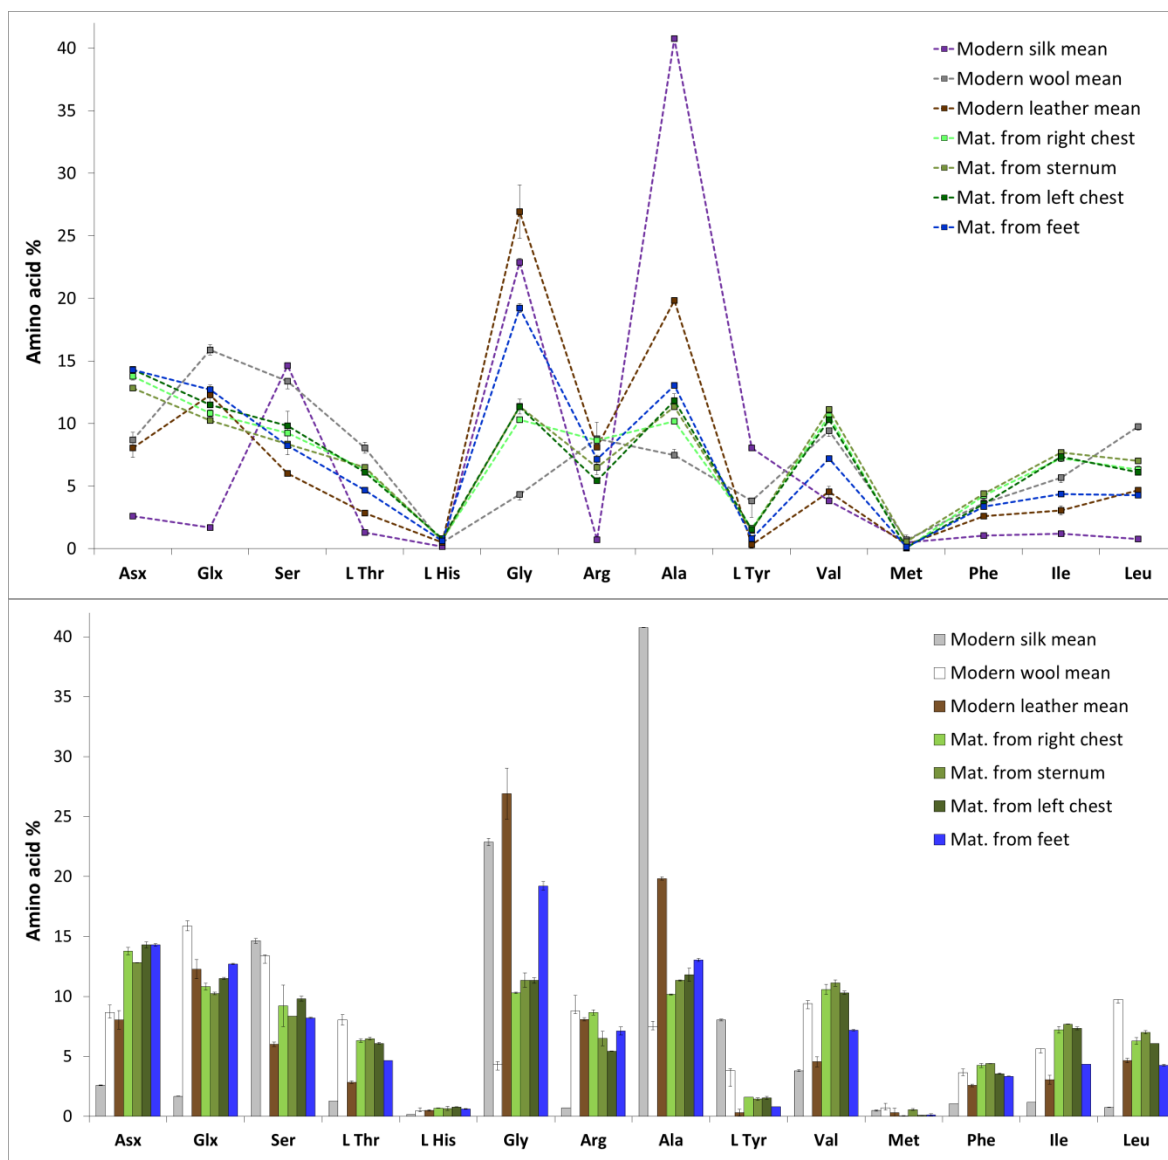 Amino acid %
40
35
30
25
20
15
10
5
0
Modern silk mean
Modern wool mean
Modern leather mean
Mat. from right chest
Mat. from sternum
Mat. from left chest
Mat. from feet
Asx Glx Ser L Thr L His Gly Arg Ala L Tyr Val Met Phe Ile Leu
Amino acid %
40
35
30
25
20
15
10
5
0
Modern silk mean
Modern wool mean
Modern leather mean
Mat. from right chest
Mat. from sternum
Mat. from left chest
Mat. from feet
Asx Glx Ser L Thr L His Gly Arg Ala L Tyr Val Met Phe Ile Leu